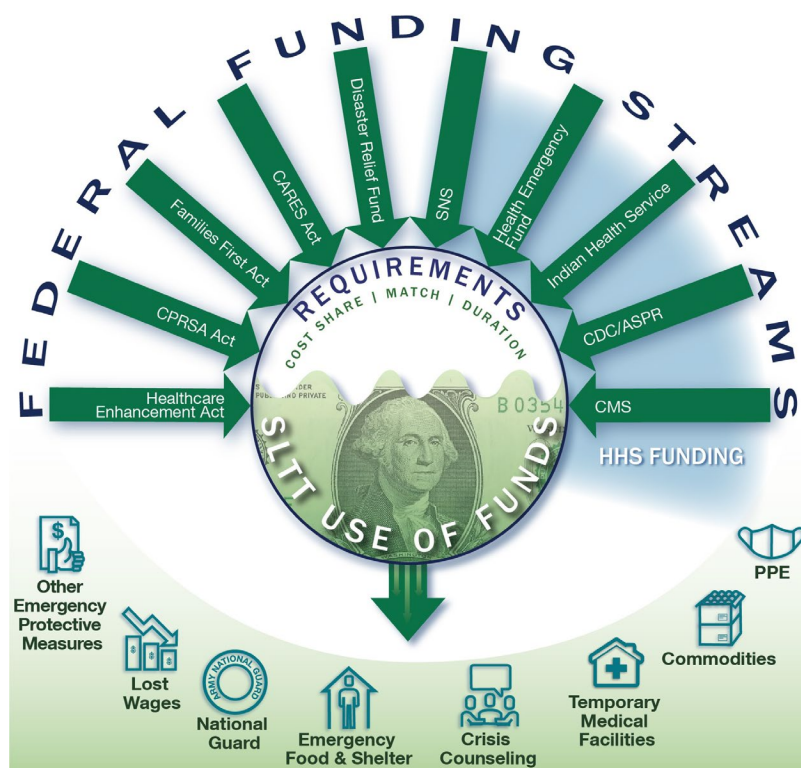 FEDERAL FUNDING STREAMS
Healthcare
Enhancement Act
CPRSA Act
Families First Act
CARES Act
Disaster Relief Fund
SNS
Health Emergency
Fund
Indian Health Service
CDC/ASPR
CMS
HHS FUNDING
REQUIREMENTS
COST SHARE | MATCH | DURATION
B 0354
SLTT USE OF FUNDS
Other
Emergency
Protective
Measures
Lost
Wages
ARMY NATIONAL GUARD
National
Guard
Emergency
Food & Shelter
Crisis
Counseling
Temporary
Medical
Facilities
Commodities
PPE